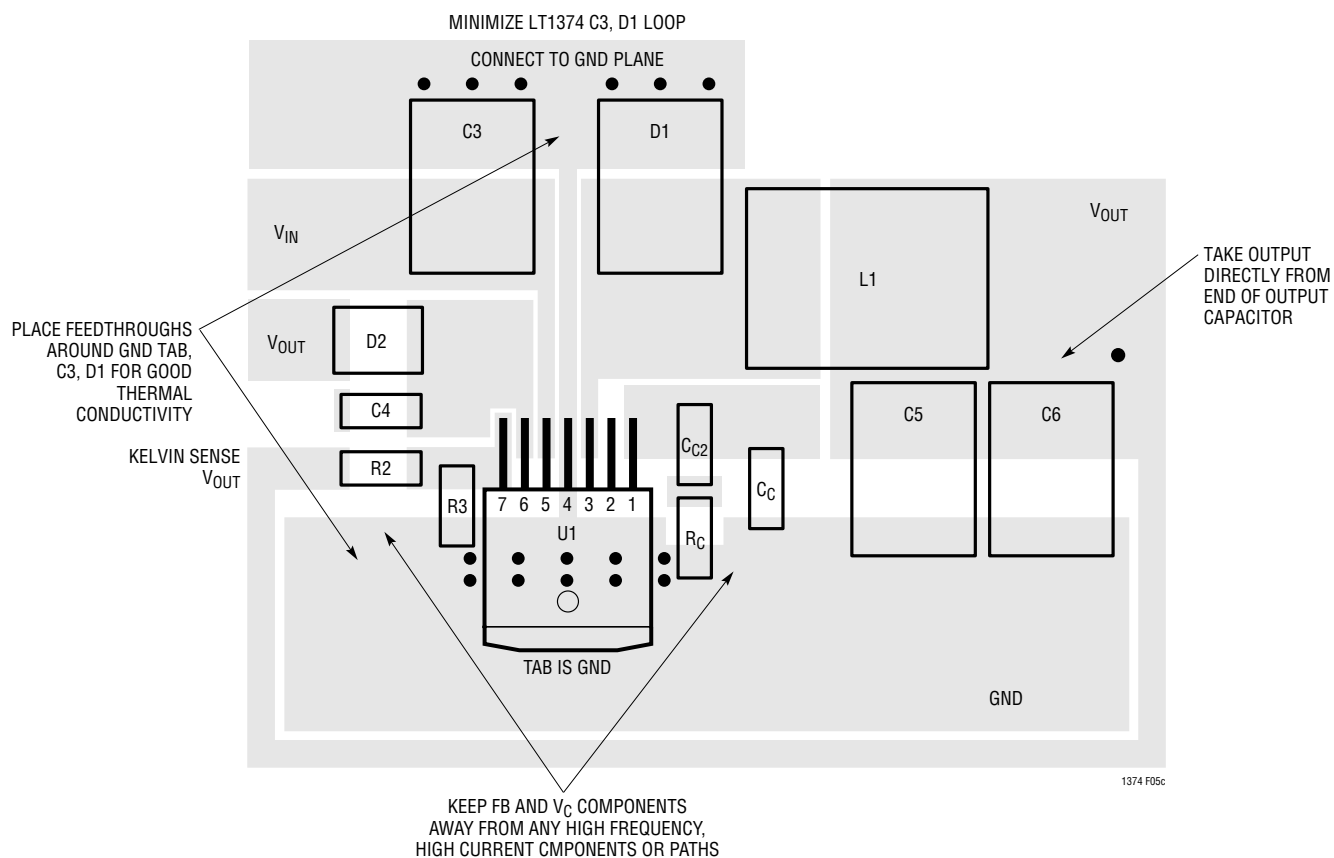 MINIMIZE LT1374 C3, D1 LOOP
CONNECT TO GND PLANE
C3
D1
VIN
VOUT
L1
TAKE OUTPUT
DIRECTLY FROM
END OF OUTPUT
CAPACITOR
PLACE FEEDTHROUGHS
AROUND GND TAB,
C3, D1 FOR GOOD
THERMAL
CONDUCTIVITY
VOUT
D2
C4
C5
C6
KELVIN SENSE
VOUT
R2
CC2
CC
R3
7 6 5 4 3 2 1
U1
RC
TAB IS GND
GND
1374 F05c
KEEP FB AND VC COMPONENTS
AWAY FROM ANY HIGH FREQUENCY,
HIGH CURRENT CMPONENTS OR PATHS